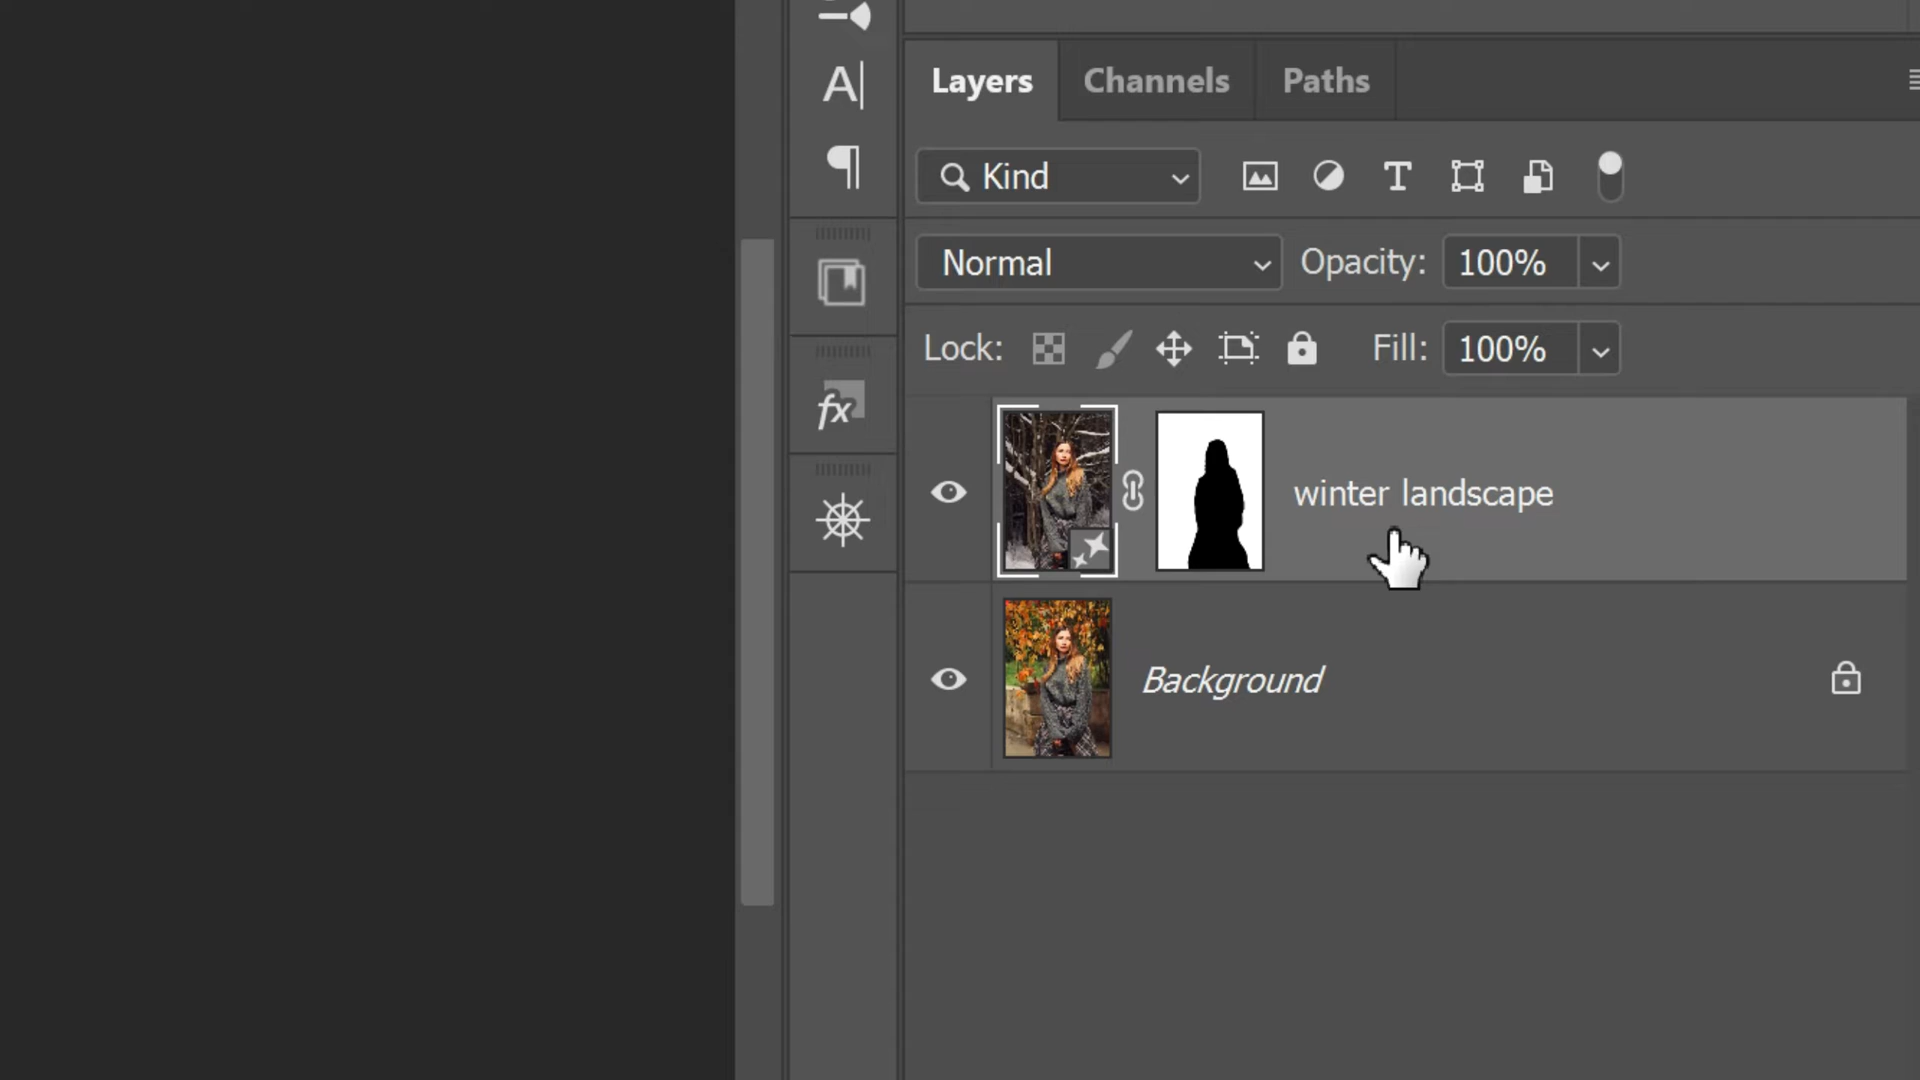 Layers Channels Paths
Kind
Normal Opacity: 100%
Lock: Fill: 100%
winter landscape
Background